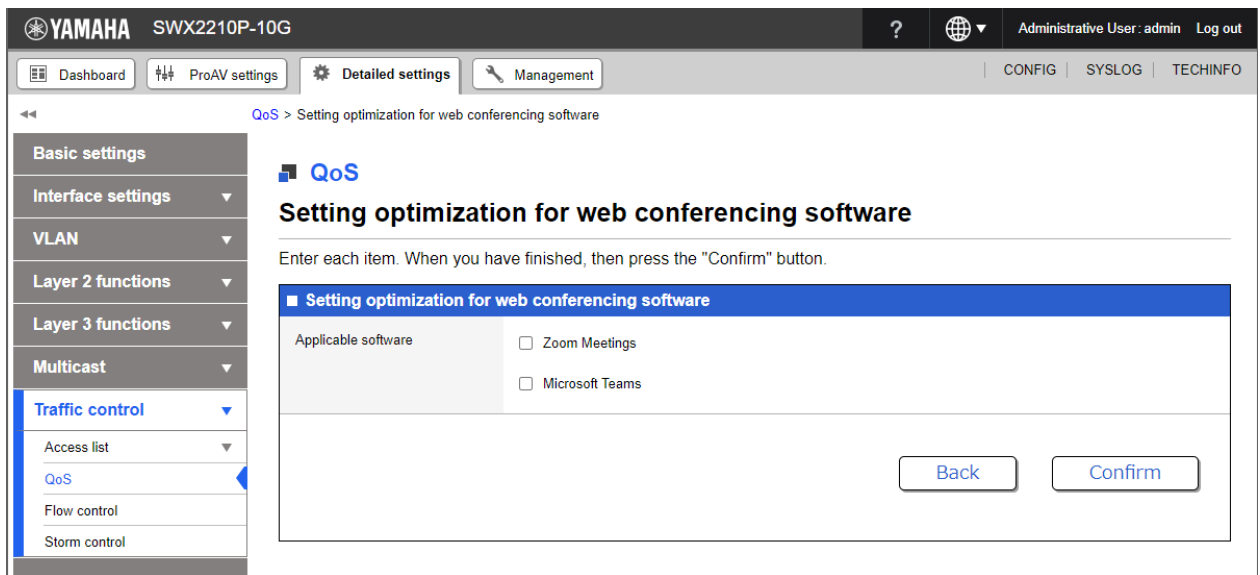 YAMAHA SWX2210P-10G ? Administrative User : admin Log out
Dashboard ProAV settings Detailed settings Management CONFIG SYSLOG TECHINFO
QoS > Setting optimization for web conferencing software
Basic settings
Interface settings
VLAN
Layer 2 functions
Layer 3 functions
Multicast
Traffic control
Access list
QoS
Flow control
Storm control
QoS
Setting optimization for web conferencing software
Enter each item. When you have finished, then press the "Confirm" button.
Setting optimization for web conferencing software
Applicable software
Zoom Meetings
Microsoft Teams
Back Confirm